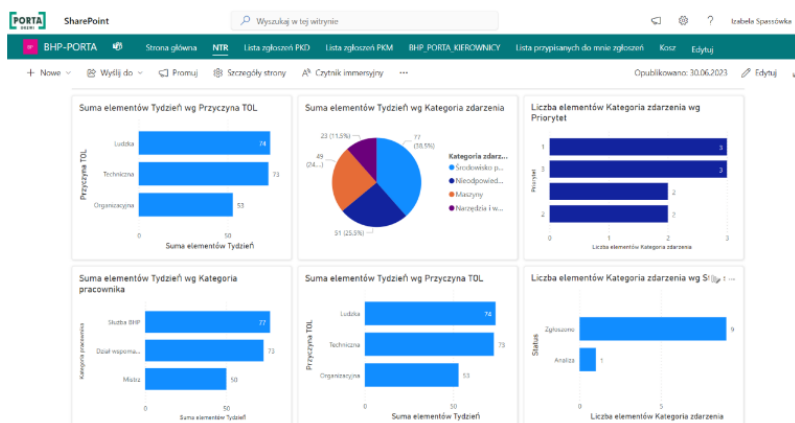 PORTA
DRZWI
SharePoint
Wyszukaj w tej witrynie
?
Izabela Spassówka
BHP-PORTA
Strona główna
NTR
Lista zgłoszeń PKD
Lista zgłoszeń PKM
BHP_PORTA_KIEROWNICY
Lista przypisanych do mnie zgłoszeń
Kosz
Edytuj
+ Nowe
Wyślij do
Promuj
Szczegóły strony
Czytnik immersyjny
...
Opublikowano: 30.06.2023
Edytuj
Suma elementów Tydzień wg Przyczyna TOL
Przyczyna TOL
Ludzka
74
Techniczna
73
Organizacyjna
53
0
50
Suma elementów Tydzień
Suma elementów Tydzień wg Kategoria zdarzenia
23 (11.5%)
77
(38.5%)
49
(24....)
51 (25.5%)
Kategoria zdarz...
Środowisko p...
Nieodpowied...
Maszyny
Narzędzia i w...
Liczba elementów Kategoria zdarzenia wg
Priorytet
Priorytet
1
3
3
3
2
2
2
0
1
2
3
Liczba elementów Kategoria zdarzenia
Suma elementów Tydzień wg Kategoria
pracownika
Kategoria pracownika
Służba BHP
77
Dział wspoma...
73
Mistrz
50
0
50
Suma elementów Tydzień
Suma elementów Tydzień wg Przyczyna TOL
Przyczyna TOL
Ludzka
74
Techniczna
73
Organizacyjna
53
0
50
Suma elementów Tydzień
Liczba elementów Kategoria zdarzenia wg
Status
Zgłoszono
9
Analiza
1
0
5
Liczba elementów Kategoria zdarzenia